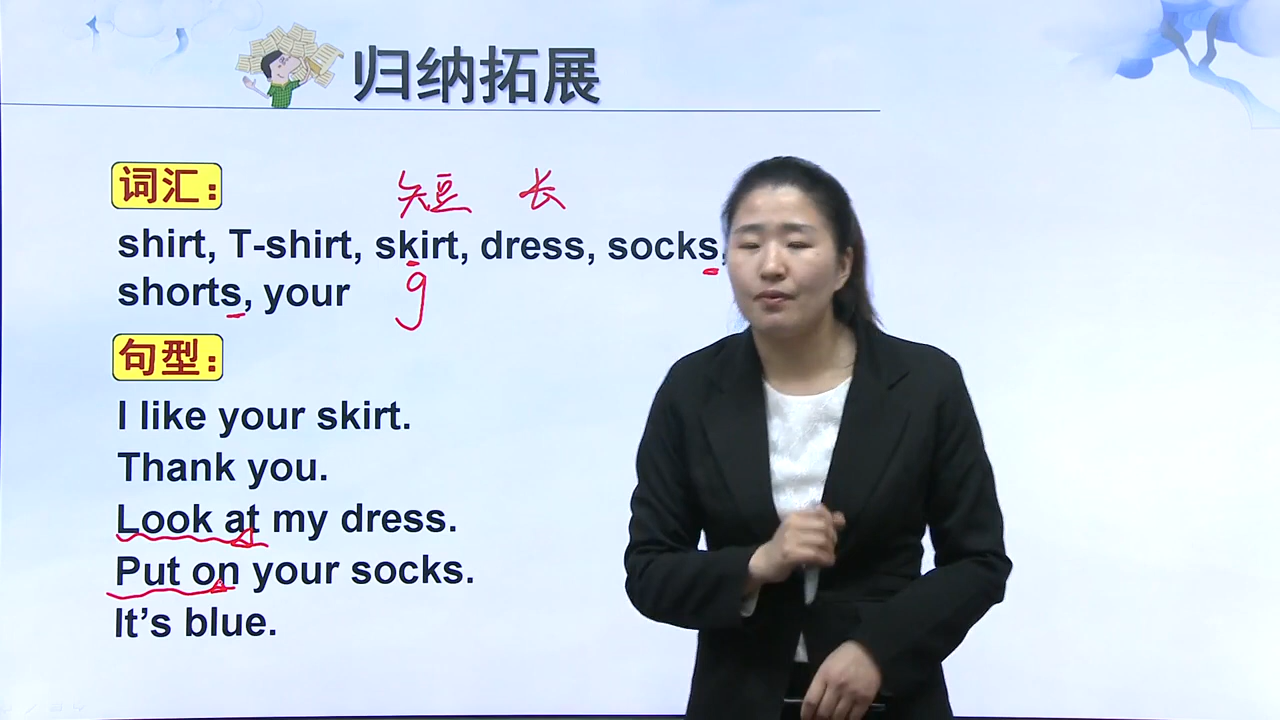 归纳拓展
词汇：
短 长
shirt, T-shirt, skirt, dress, socks,
shorts, your
g
句型：
I like your skirt.
Thank you.
Look at my dress.
Put on your socks.
It's blue.